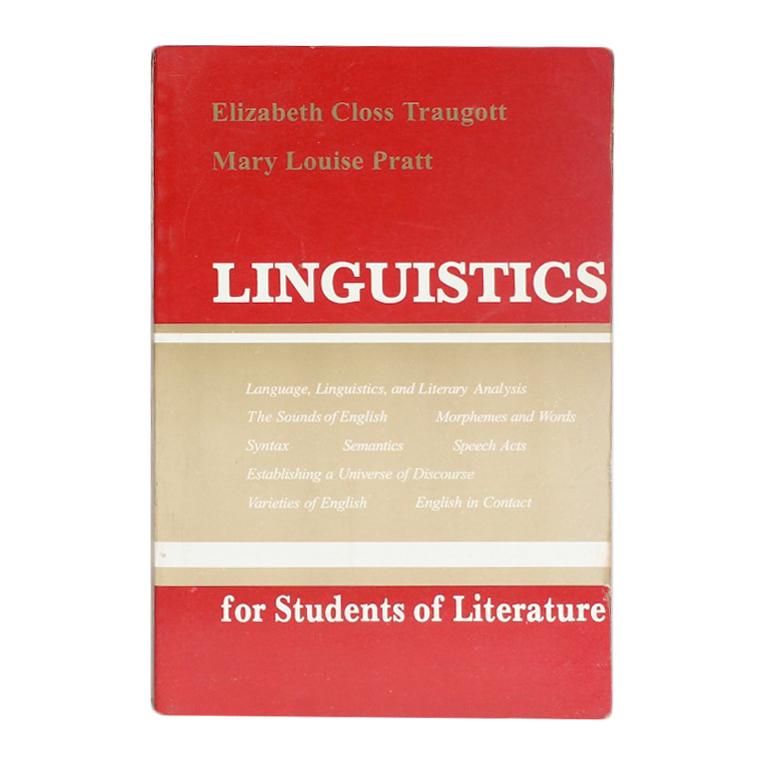 Elizabeth Closs Traugott
Mary Louise Pratt
LINGUISTICS
Language, Linguistics, and Literary Analysis
The Sounds of English Morphemes and Words
Syntax Semantics Speech Acts
Establishing a Universe of Discourse
Varieties of English English in Contact
for Students of Literature